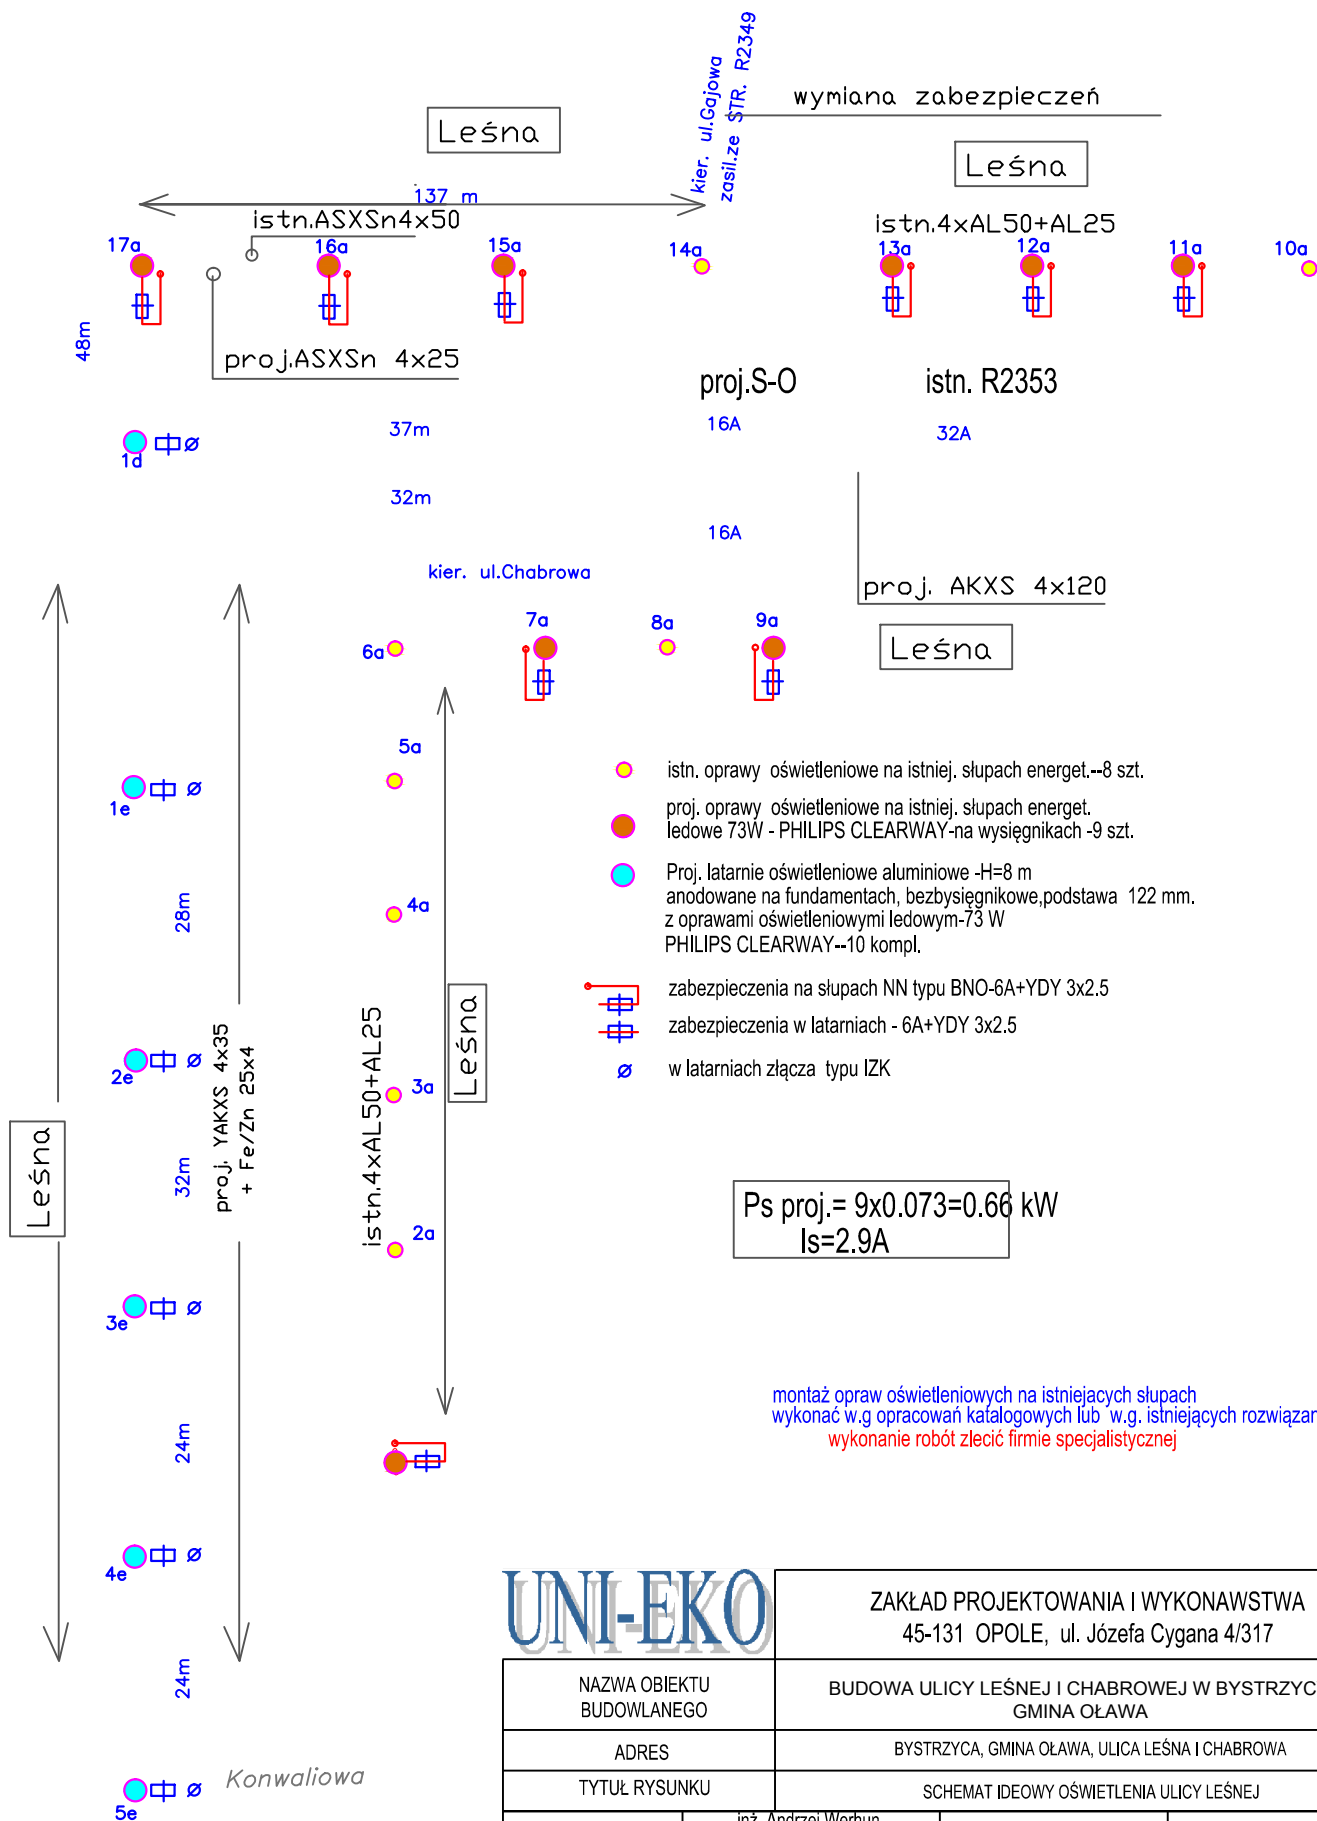 kier. ul.Gajowa
zasil.ze STR. R2349
wymiana zabezpieczeń
Leśna
Leśna
137 m
istn.ASXSn4x50
istn.4xAL50+AL25
17a
16a
15a
14a
13a
12a
11a
10a
48m
proj.ASXSn 4x25
proj.S-O
istn. R2353
37m
16A
32A
1d
32m
16A
kier. ul.Chabrowa
proj. AKXS 4x120
7a
8a
9a
6a
Leśna
5a
istn. oprawy oświetleniowe na istniej. słupach energet.--8 szt.
1e
proj. oprawy oświetleniowe na istniej. słupach energet.
ledowe 73W - PHILIPS CLEARWAY-na wysięgnikach -9 szt.
Proj. latarnie oświetleniowe aluminiowe -H=8 m
anodowane na fundamentach, bezbysięgnikowe,podstawa 122 mm.
z oprawami oświetleniowymi ledowym-73 W
PHILIPS CLEARWAY--10 kompl.
28m
4a
zabezpieczenia na słupach NN typu BNO-6A+YDY 3x2.5
zabezpieczenia w latarniach - 6A+YDY 3x2.5
w latarniach złącza typu IZK
2e
3a
Leśna
istn.4xAL50+AL25
proj. YAKXS 4x35
+ Fe/Zn 25x4
Leśna
32m
2a
Ps proj.= 9x0.073=0.66 kW
Is=2.9A
3e
24m
montaż opraw oświetleniowych na istniejacych słupach
wykonać w.g opracowań katalogowych lub w.g. istniejących rozwiązan
wykonanie robót zlecić firmie specjalistycznej
4e
24m
UNI-EKO
ZAKŁAD PROJEKTOWANIA I WYKONAWSTWA
45-131 OPOLE, ul. Józefa Cygana 4/317
NAZWA OBIEKTU
BUDOWLANEGO
BUDOWA ULICY LEŚNEJ I CHABROWEJ W BYSTRZYC
GMINA OŁAWA
ADRES
BYSTRZYCA, GMINA OŁAWA, ULICA LEŚNA I CHABROWA
TYTUŁ RYSUNKU
SCHEMAT IDEOWY OŚWIETLENIA ULICY LEŚNEJ
Konwaliowa
5e
inż. Andrzej Werhun